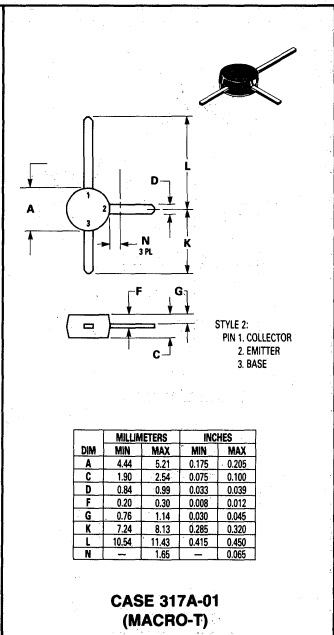 L
D
1
A
2
3
N
3 PL
K
F
G
C
STYLE 2:
PIN 1. COLLECTOR
2. EMITTER
3. BASE
DIM MILLIMETERS INCHES
MIN MAX MIN MAX
A 4.44 5.21 0.175 0.205
C 1.90 2.54 0.075 0.100
D 0.84 0.99 0.033 0.039
F 0.20 0.30 0.008 0.012
G 0.76 1.14 0.030 0.045
K 7.24 8.13 0.285 0.320
L 10.54 11.43 0.415 0.450
N — 1.65 — 0.065
CASE 317A-01
(MACRO-T)